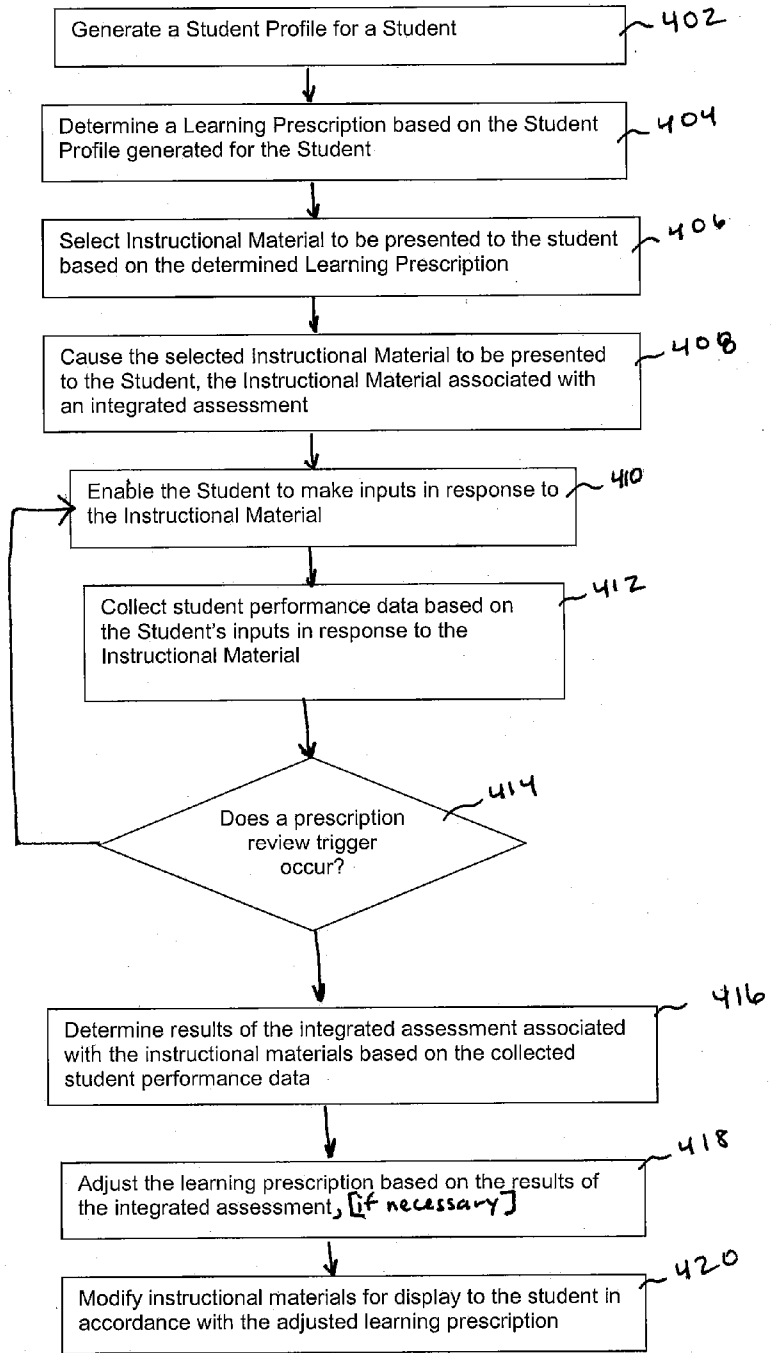 Generate a Student Profile for a Student
402
Determine a Learning Prescription based on the Student
Profile generated for the Student
404
Select Instructional Material to be presented to the student
based on the determined Learning Prescription
406
Cause the selected Instructional Material to be presented
to the Student, the Instructional Material associated with
an integrated assessment
408
Enable the Student to make inputs in response to
the Instructional Material
410
Collect student performance data based on
the Student's inputs in response to the
Instructional Material
412
Does a prescription
review trigger
occur?
414
Determine results of the integrated assessment associated
with the instructional materials based on the collected
student performance data
416
Adjust the learning prescription based on the results of
the integrated assessment, [if necessary]
418
Modify instructional materials for display to the student in
accordance with the adjusted learning prescription
420